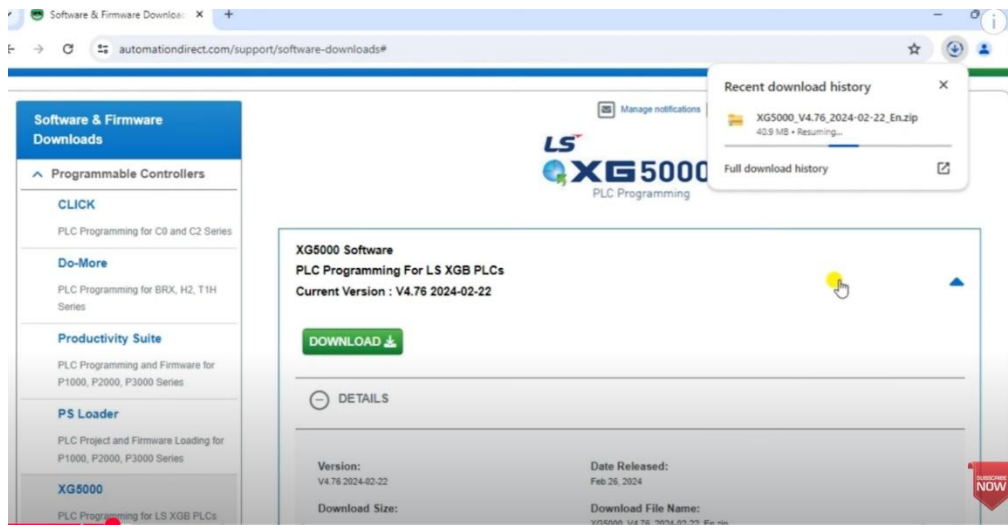 Software & Firmware Downloa
automationdirect.com/support/software-downloads#
Recent download history
XG5000_V4.76_2024-02-22_En.zip
40.9 MB • Resuming...
Full download history
Manage notifications
LS
XG5000
PLC Programming
Software & Firmware
Downloads
Programmable Controllers
CLICK
PLC Programming for C0 and C2 Series
Do-More
PLC Programming for BRX, H2, T1H
Series
Productivity Suite
PLC Programming and Firmware for
P1000, P2000, P3000 Series
PS Loader
PLC Project and Firmware Loading for
P1000, P2000, P3000 Series
XG5000
PLC Programming for LS XGB PLCs
XG5000 Software
PLC Programming For LS XGB PLCs
Current Version : V4.76 2024-02-22
DOWNLOAD
DETAILS
Version:
V4.76 2024-02-22
Date Released:
Feb 26, 2024
Download Size:
Download File Name:
XG5000_V4.76_2024-02-22_En.zip
SUBSCRIBE
NOW